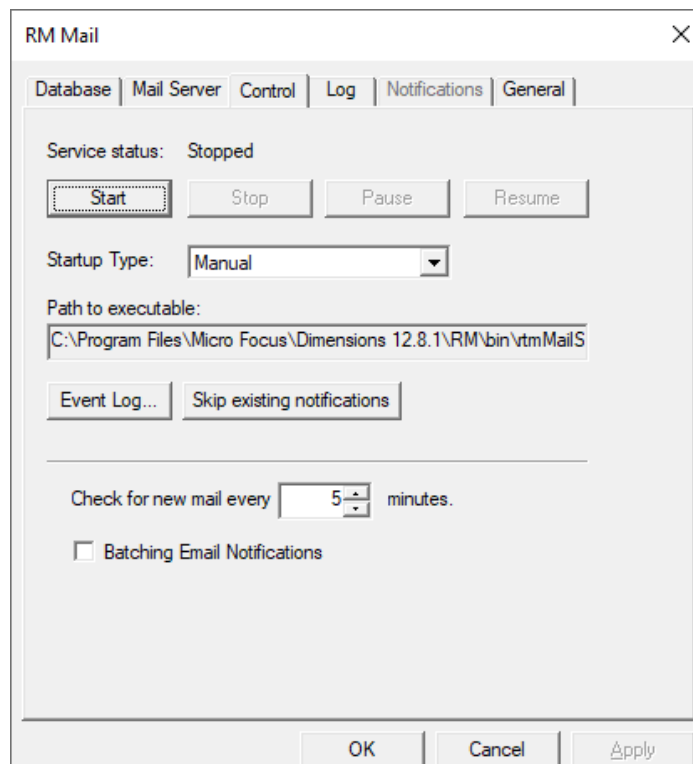 RM Mail
Database Mail Server Control Log Notifications General
Service status: Stopped
Start Stop Pause Resume
Startup Type: Manual
Path to executable:
C:\Program Files\Micro Focus\Dimensions 12.8.1\RM\bin\rtmMailS
Event Log... Skip existing notifications
Check for new mail every 5 minutes.
Batching Email Notifications
OK Cancel Apply